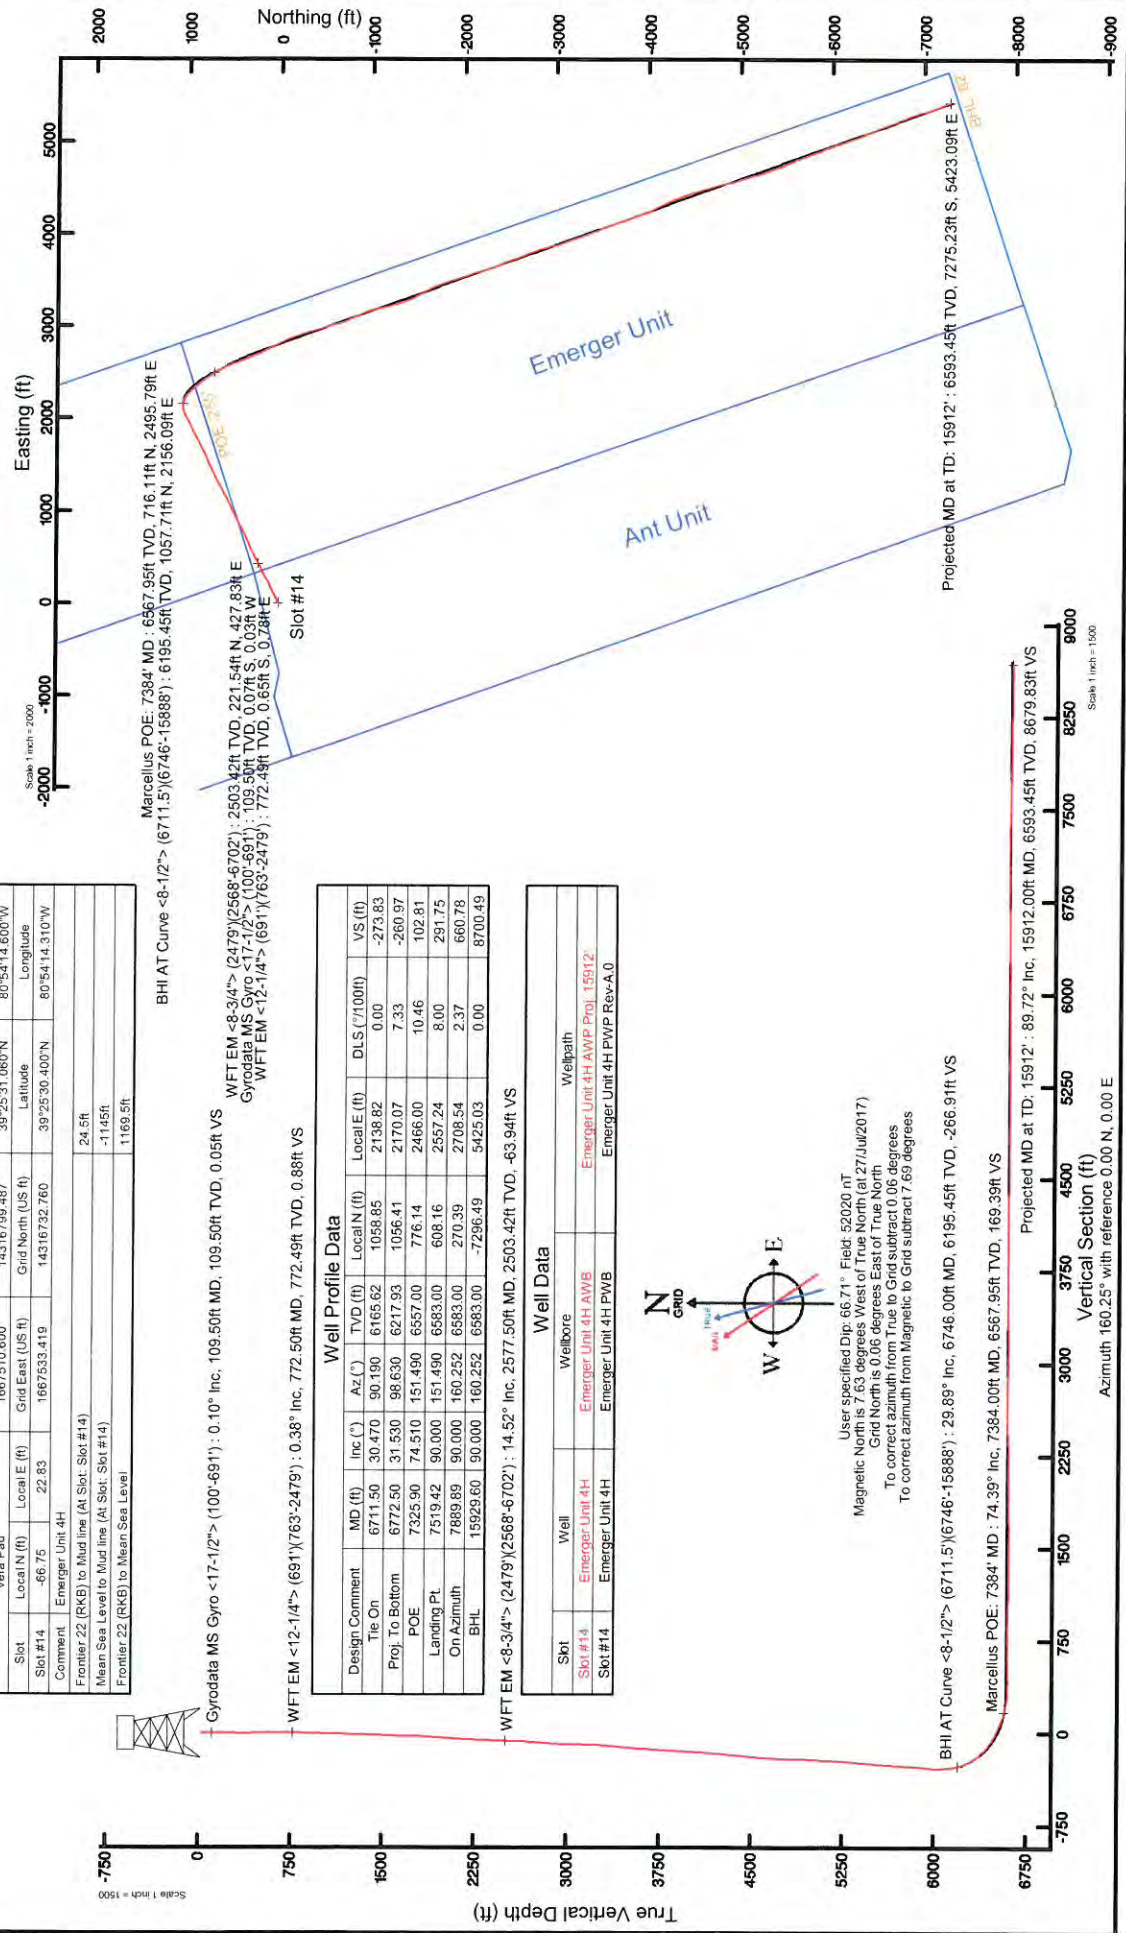 Vera Pad
1667510.600
14316799.487
39°25'31.060"N
80°54'14.600"W
Slot
Local N (ft)
Local E (ft)
Grid East (US ft)
Grid North (US ft)
Latitude
Longitude
Slot #14
-66.75
22.83
1667533.419
14316732.760
39°25'30.400"N
80°54'14.310"W
Comment
Emerger Unit 4H
Frontier 22 (RKB) to Mud line (At Slot: Slot #14)
24.5ft
Mean Sea Level to Mud line (At Slot: Slot #14)
-1145ft
Frontier 22 (RKB) to Mean Sea Level
1169.5ft
Scale 1 inch = 2000
Easting (ft)
-2000 -1000 0 1000 2000 3000 4000 5000
Northing (ft)
2000
1000
0
-1000
-2000
-3000
-4000
-5000
-6000
-7000
-8000
-9000
Marcellus POE: 7384' MD : 6567.95ft TVD, 716.11ft N, 2495.79ft E
BHI AT Curve <8-1/2"> (6711.5')(6746'-15888') : 6195.45ft TVD, 1057.71ft N, 2156.09ft E
WFT EM <8-3/4"> (2479')(2568'-6702') : 2503.42ft TVD, 221.54ft N, 427.83ft E
Gyrodata MS Gyro <17-1/2"> (100'-691') : 109.50ft TVD, 0.07ft S, 0.03ft W
WFT EM <12-1/4"> (691')(763'-2479') : 772.49ft TVD, 0.65ft S, 0.78ft E
Slot #14
Emerger Unit
Ant Unit
Projected MD at TD: 15912' : 6593.45ft TVD, 7275.23ft S, 5423.09ft E
Gyrodata MS Gyro <17-1/2"> (100'-691') : 0.10° Inc, 109.50ft MD, 109.50ft TVD, 0.05ft VS
WFT EM <12-1/4"> (691')(763'-2479') : 0.38° Inc, 772.50ft MD, 772.49ft TVD, 0.88ft VS
Well Profile Data
Design Comment MD (ft) Inc (°) Az (°) TVD (ft) Local N (ft) Local E (ft) DLS (°/100ft) VS (ft)
Tie On 6711.50 30.470 90.190 6165.62 1058.85 2138.82 0.00 -273.83
Proj. To Bottom 6772.50 31.530 98.630 6217.93 1056.41 2170.07 7.33 -260.97
POE 7325.90 74.510 151.490 6557.00 776.14 2466.00 10.46 102.81
Landing Pt. 7519.42 90.000 151.490 6583.00 608.16 2557.24 8.00 291.75
On Azimuth 7889.89 90.000 160.252 6583.00 270.39 2708.54 2.37 660.78
BHL 15929.60 90.000 160.252 6583.00 -7296.49 5425.03 0.00 8700.49
WFT EM <8-3/4"> (2479')(2568'-6702') : 14.52° Inc, 2577.50ft MD, 2503.42ft TVD, -63.94ft VS
Well Data
Slot Well Wellbore Wellpath
Slot #14 Emerger Unit 4H Emerger Unit 4H AWB Emerger Unit 4H AWP Proj: 15912'
Slot #14 Emerger Unit 4H Emerger Unit 4H PWB Emerger Unit 4H PWP Rev-A.0
N
GRID
TRUE
MAG
W
E
User specified Dip: 66.71° Field: 52020 nT
Magnetic North is 7.63 degrees West of True North (at 27/Jul/2017)
Grid North is 0.06 degrees East of True North
To correct azimuth from True to Grid subtract 0.06 degrees
To correct azimuth from Magnetic to Grid subtract 7.69 degrees
BHI AT Curve <8-1/2"> (6711.5')(6746'-15888') : 29.89° Inc, 6746.00ft MD, 6195.45ft TVD, -266.91ft VS
Marcellus POE: 7384' MD : 74.39° Inc, 7384.00ft MD, 6567.95ft TVD, 169.39ft VS
Projected MD at TD: 15912' : 89.72° Inc, 15912.00ft MD, 6593.45ft TVD, 8679.83ft VS
Scale 1 inch = 1500
True Vertical Depth (ft)
-750
0
750
1500
2250
3000
3750
4500
5250
6000
6750
-750 0 750 1500 2250 3000 3750 4500 5250 6000 6750 7500 8250 9000
Vertical Section (ft)
Azimuth 160.25° with reference 0.00 N, 0.00 E
Scale 1 inch = 1500